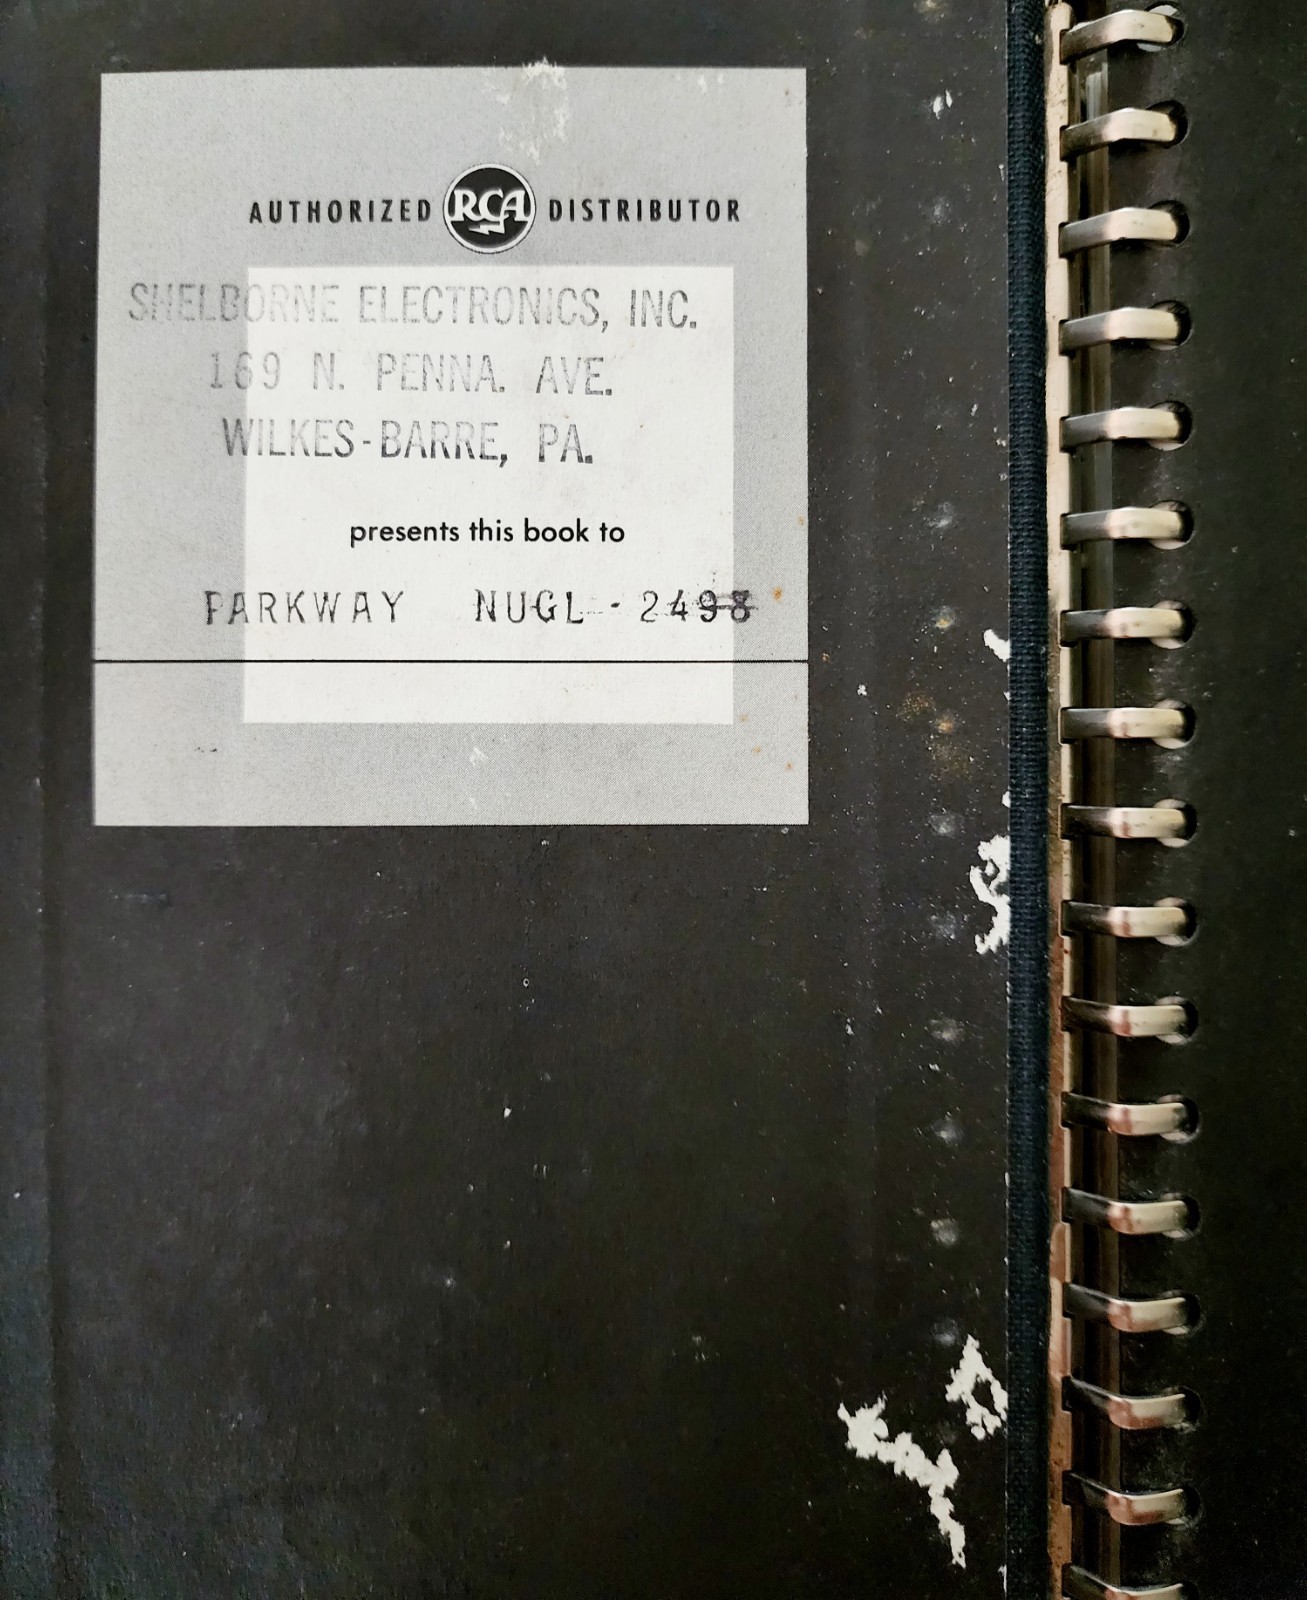 AUTHORIZED RCA DISTRIBUTOR
SHELBORNE ELECTRONICS, INC.
169 N. PENNA. AVE.
WILKES-BARRE, PA.
presents this book to
PARKWAY NUGL - 2498